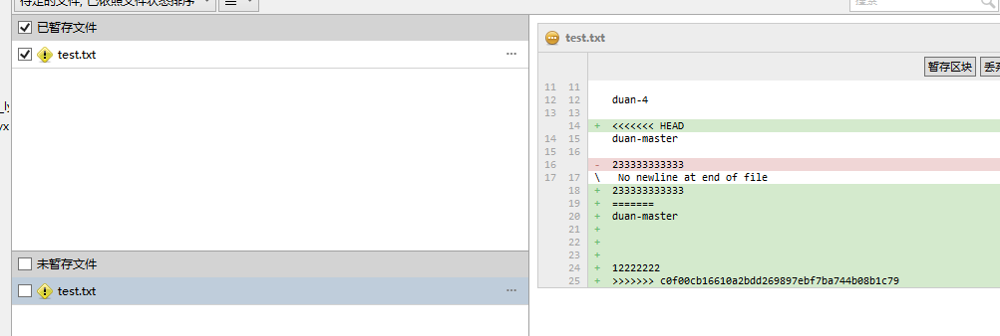 待定的文件, 已依照文件状态排序
搜索
已暂存文件
test.txt
未暂存文件
test.txt
test.txt
暂存区块
11 11
12 12 duan-4
13 13
14 + <<<<<<< HEAD
14 15 duan-master
15 16
16 - 233333333333
17 17 \ No newline at end of file
18 + 233333333333
19 + =======
20 + duan-master
21 +
22 +
23 +
24 + 12222222
25 + >>>>>>> c0f00cb16610a2bdd269897ebf7ba744b08b1c79